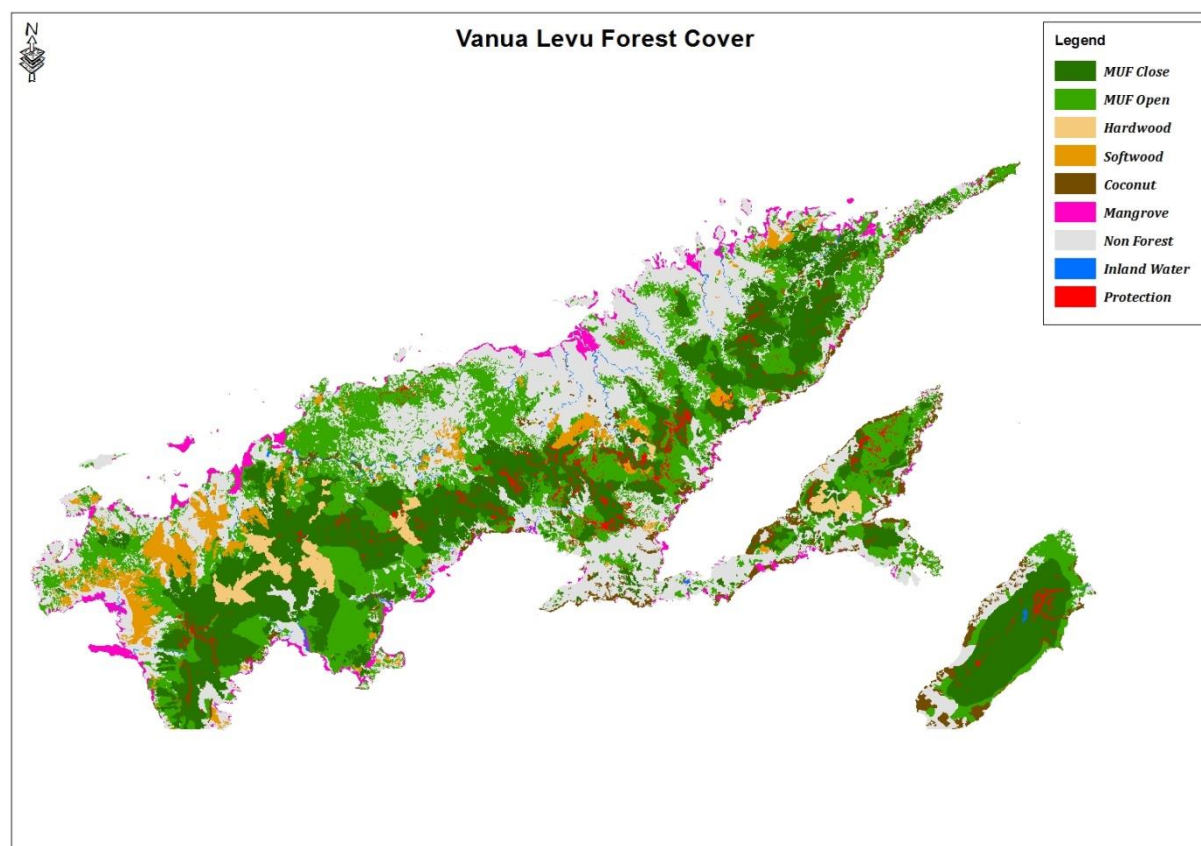 N
Vanua Levu Forest Cover
Legend
MUF Close
MUF Open
Hardwood
Softwood
Coconut
Mangrove
Non Forest
Inland Water
Protection